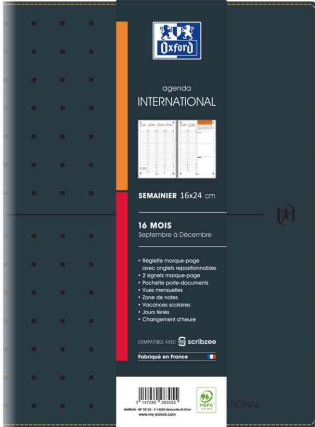 Oxford
agenda
INTERNATIONAL
SEMAINIER 16x24 cm
16 MOIS
Septembre à Décembre
• Réglette marque-page
avec onglets repositionnables
• 2 signets marque-page
• Pochette porte-documents
• Vues mensuelles
• Zone de notes
• Vacances scolaires
• Jours fériés
• Changement d'heure
COMPATIBLE AVEC scribzee
Fabriqué en France
www.my-oxford.com
PEFC